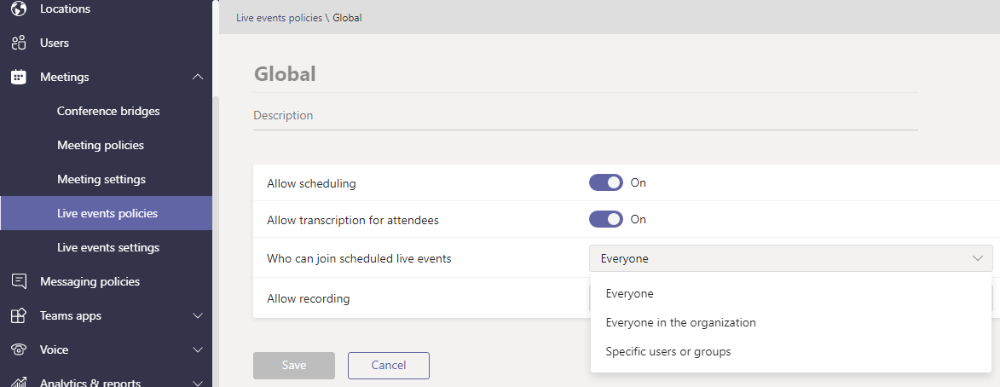 Locations
Users
Meetings
Conference bridges
Meeting policies
Meeting settings
Live events policies
Live events settings
Messaging policies
Teams apps
Voice
Analytics & reports
Live events policies \ Global
Global
Description
Allow scheduling On
Allow transcription for attendees On
Who can join scheduled live events Everyone
Everyone
Everyone in the organization
Specific users or groups
Allow recording
Save Cancel